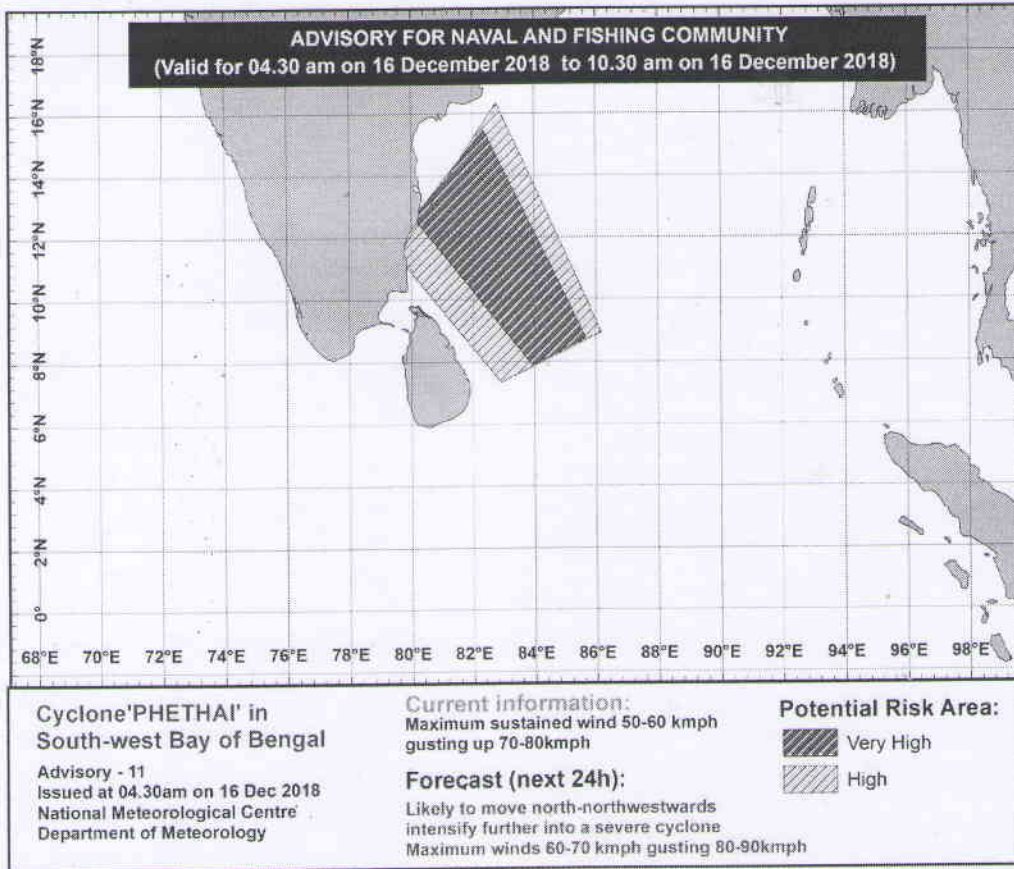 ADVISORY FOR NAVAL AND FISHING COMMUNITY
(Valid for 04.30 am on 16 December 2018 to 10.30 am on 16 December 2018)
18°N
16°N
14°N
12°N
10°N
8°N
6°N
4°N
2°N
0°
68°E 70°E 72°E 74°E 76°E 78°E 80°E 82°E 84°E 86°E 88°E 90°E 92°E 94°E 96°E 98°E
Cyclone'PHETHAI' in
South-west Bay of Bengal
Advisory - 11
Issued at 04.30am on 16 Dec 2018
National Meteorological Centre
Department of Meteorology
Current information:
Maximum sustained wind 50-60 kmph
gusting up 70-80kmph
Forecast (next 24h):
Likely to move north-northwestwards
intensify further into a severe cyclone
Maximum winds 60-70 kmph gusting 80-90kmph
Potential Risk Area:
Very High
High